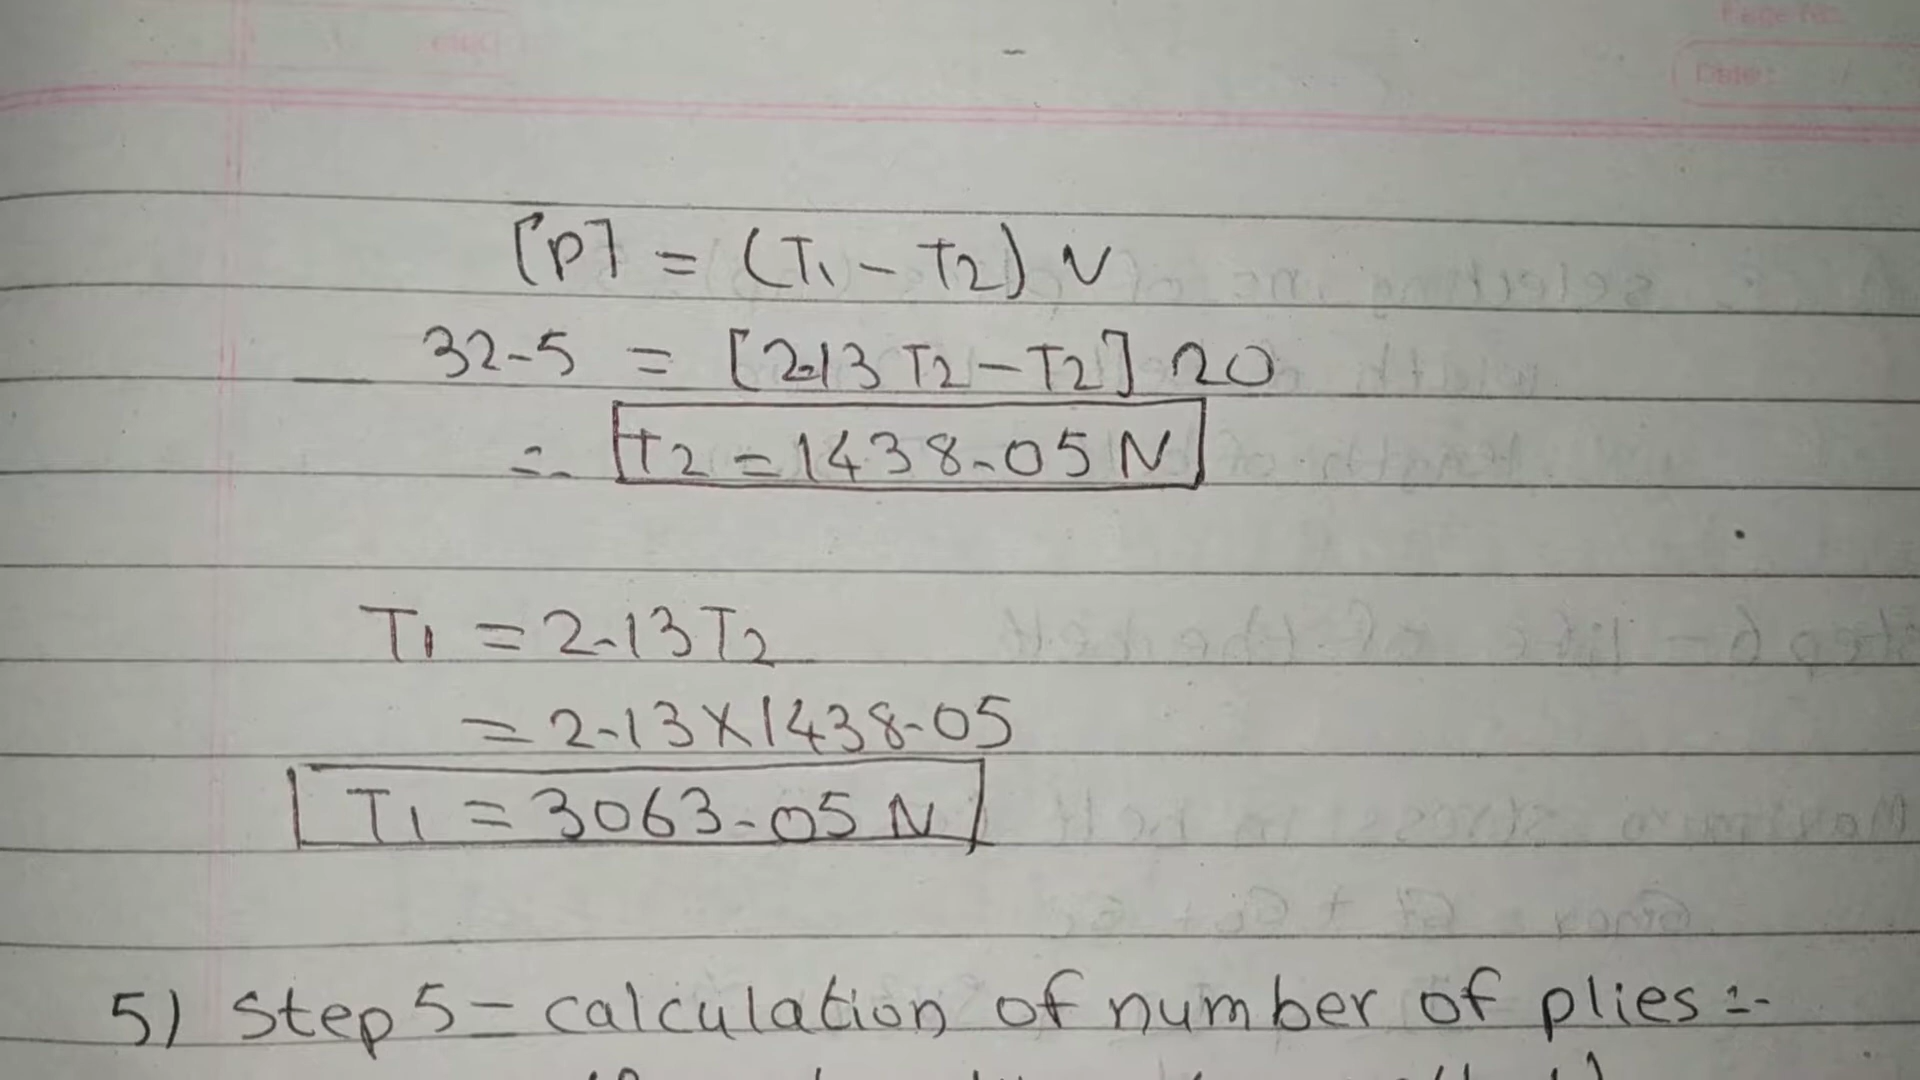 [P] = (T1 - T2) V
32-5 = [2.13 T2 - T2] 20
∴ T2 = 1438.05 N
T1 = 2.13 T2
= 2.13 X 1438.05
T1 = 3063.05 N
5) Step 5 - calculation of number of plies :-